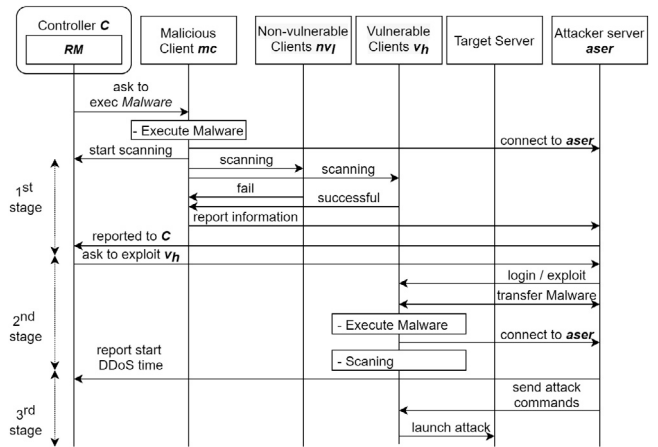 Controller C
RM
Malicious
Client mc
Non-vulnerable
Clients nvl
Vulnerable
Clients vh
Target Server
Attacker server
aser
ask to
exec Malware
- Execute Malware
start scanning
connect to aser
scanning
scanning
fail
successful
1st
stage
report information
reported to C
ask to exploit vh
login / exploit
transfer Malware
2nd
stage
- Execute Malware
connect to aser
report start
DDoS time
- Scaning
send attack
commands
3rd
stage
launch attack